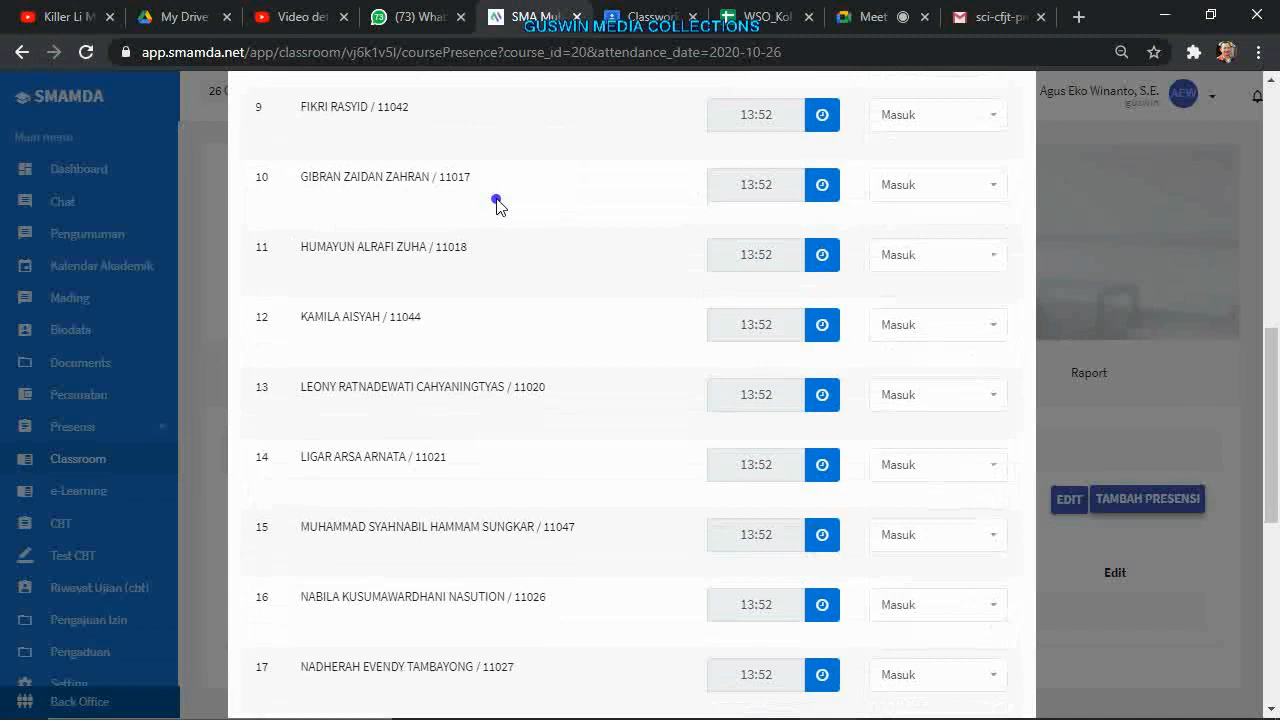 Killer Li M
My Drive
Video det
(73) What
SMA Mu
Classwork
WSO_Kol
Meet
sci-cfjt-pr
GUSWIN MEDIA COLLECTIONS
app.smamda.net/app/classroom/vj6k1v5l/coursePresence?course_id=20&attendance_date=2020-10-26
SMAMDA
26
Agus Eko Winanto, S.E.
guswin
AEW
Main menu
Dashboard
Chat
Pengumuman
Kalendar Akademik
Mading
Biodata
Documents
Persuratan
Presensi
Classroom
e-Learning
CBT
Test CBT
Riwayat Ujian (cbt)
Pengajuan Izin
Pengaduan
Setting
Back Office
9 FIKRI RASYID / 11042 13:52 Masuk
10 GIBRAN ZAIDAN ZAHRAN / 11017 13:52 Masuk
11 HUMAYUN ALRAFI ZUHA / 11018 13:52 Masuk
12 KAMILA AISYAH / 11044 13:52 Masuk
13 LEONY RATNADEWATI CAHYANINGTYAS / 11020 13:52 Masuk
14 LIGAR ARSA ARNATA / 11021 13:52 Masuk
15 MUHAMMAD SYAHNABIL HAMMAM SUNGKAR / 11047 13:52 Masuk
16 NABILA KUSUMAWARDHANI NASUTION / 11026 13:52 Masuk
17 NADHERAH EVENDY TAMBAYONG / 11027 13:52 Masuk
Raport
EDIT TAMBAH PRESENSI
Edit